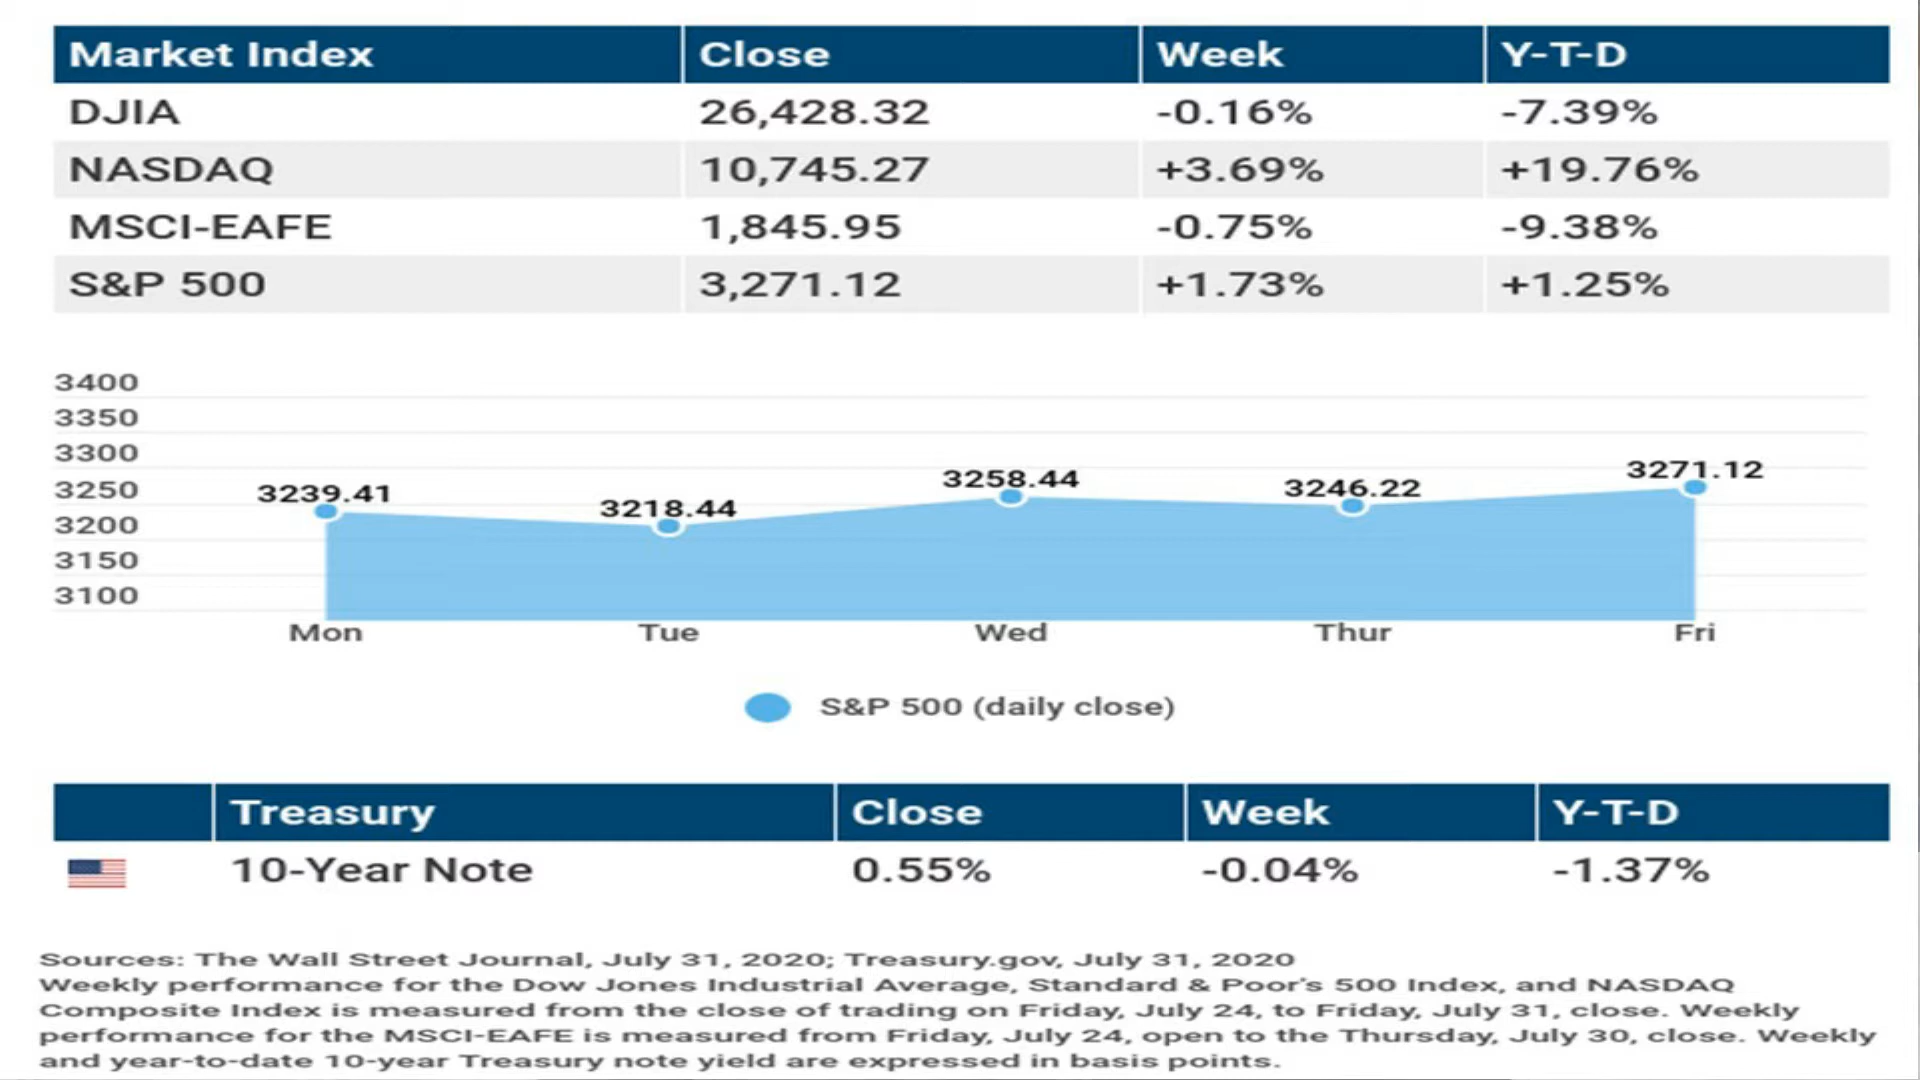 Market Index Close Week Y-T-D
DJIA 26,428.32 -0.16% -7.39%
NASDAQ 10,745.27 +3.69% +19.76%
MSCI-EAFE 1,845.95 -0.75% -9.38%
S&P 500 3,271.12 +1.73% +1.25%
3400
3350
3300
3250
3200
3150
3100
3239.41
3218.44
3258.44
3246.22
3271.12
Mon Tue Wed Thur Fri
S&P 500 (daily close)
Treasury Close Week Y-T-D
10-Year Note 0.55% -0.04% -1.37%
Sources: The Wall Street Journal, July 31, 2020; Treasury.gov, July 31, 2020
Weekly performance for the Dow Jones Industrial Average, Standard & Poor's 500 Index, and NASDAQ
Composite Index is measured from the close of trading on Friday, July 24, to Friday, July 31, close. Weekly
performance for the MSCI-EAFE is measured from Friday, July 24, open to the Thursday, July 30, close. Weekly
and year-to-date 10-year Treasury note yield are expressed in basis points.